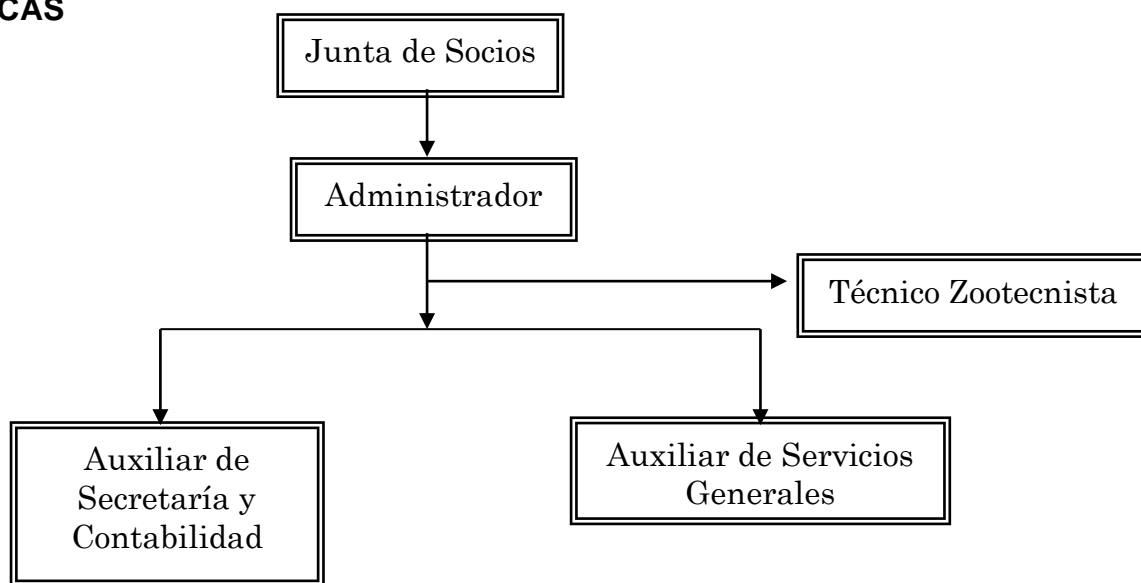 CAS
Junta de Socios
Administrador
Técnico Zootecnista
Auxiliar de
Secretaría y
Contabilidad
Auxiliar de Servicios
Generales